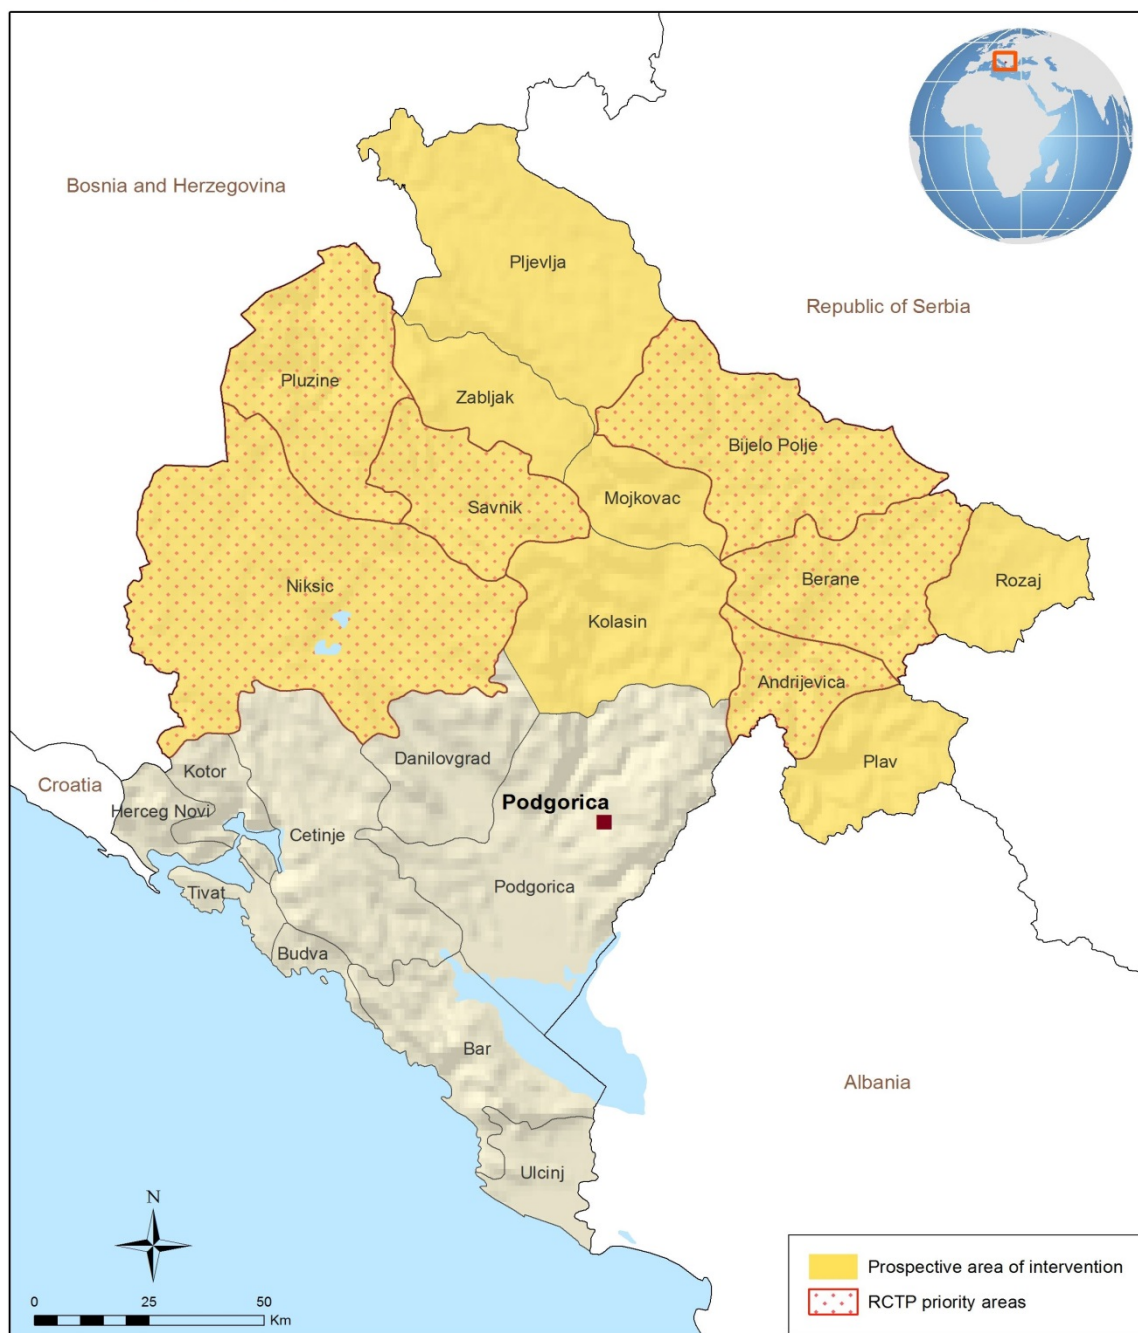 Bosnia and Herzegovina
Pljevlja
Republic of Serbia
Pluzine
Zabljak
Bijelo Polje
Mojkovac
Savnik
Niksic
Berane
Rozaj
Kolasin
Andrijevica
Danilovgrad
Plav
Kotor
Croatia
Herceg Novi
Podgorica
Cetinje
Podgorica
Tivat
Budva
Bar
Albania
Ulcinj
N
0 25 50
Km
Prospective area of intervention
RCTP priority areas